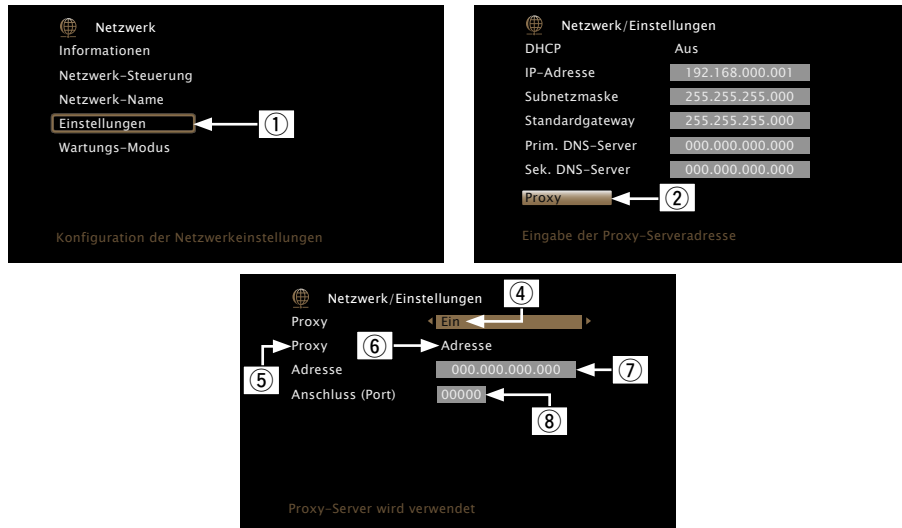 Netzwerk
Informationen
Netzwerk-Steuerung
Netzwerk-Name
Einstellungen ①
Wartungs-Modus
Konfiguration der Netzwerkeinstellungen
Netzwerk/Einstellungen
DHCP Aus
IP-Adresse 192.168.000.001
Subnetzmaske 255.255.255.000
Standardgateway 255.255.255.000
Prim. DNS-Server 000.000.000.000
Sek. DNS-Server 000.000.000.000
Proxy ②
Eingabe der Proxy-Serveradresse
Netzwerk/Einstellungen ④
Proxy Ein
⑤ Proxy ⑥ Adresse
Adresse 000.000.000.000 ⑦
Anschluss (Port) 00000 ⑧
Proxy-Server wird verwendet